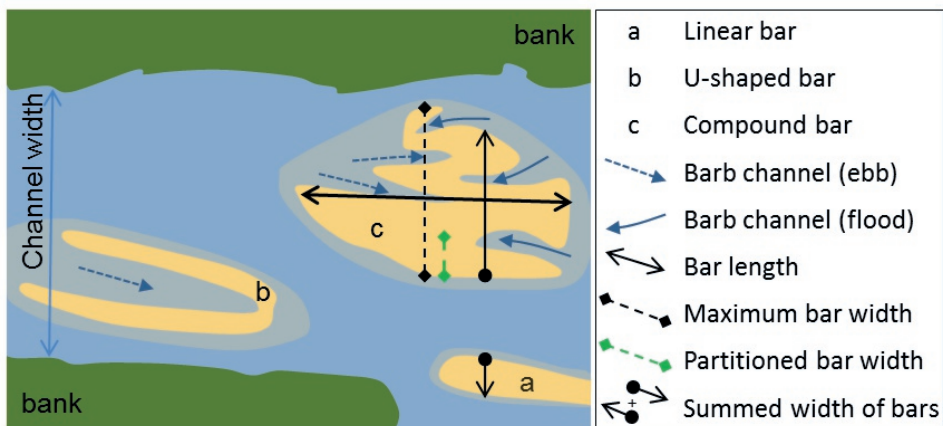 bank
Channel width
c
b
a
bank
a Linear bar
b U-shaped bar
c Compound bar
Barb channel (ebb)
Barb channel (flood)
Bar length
Maximum bar width
Partitioned bar width
+ Summed width of bars